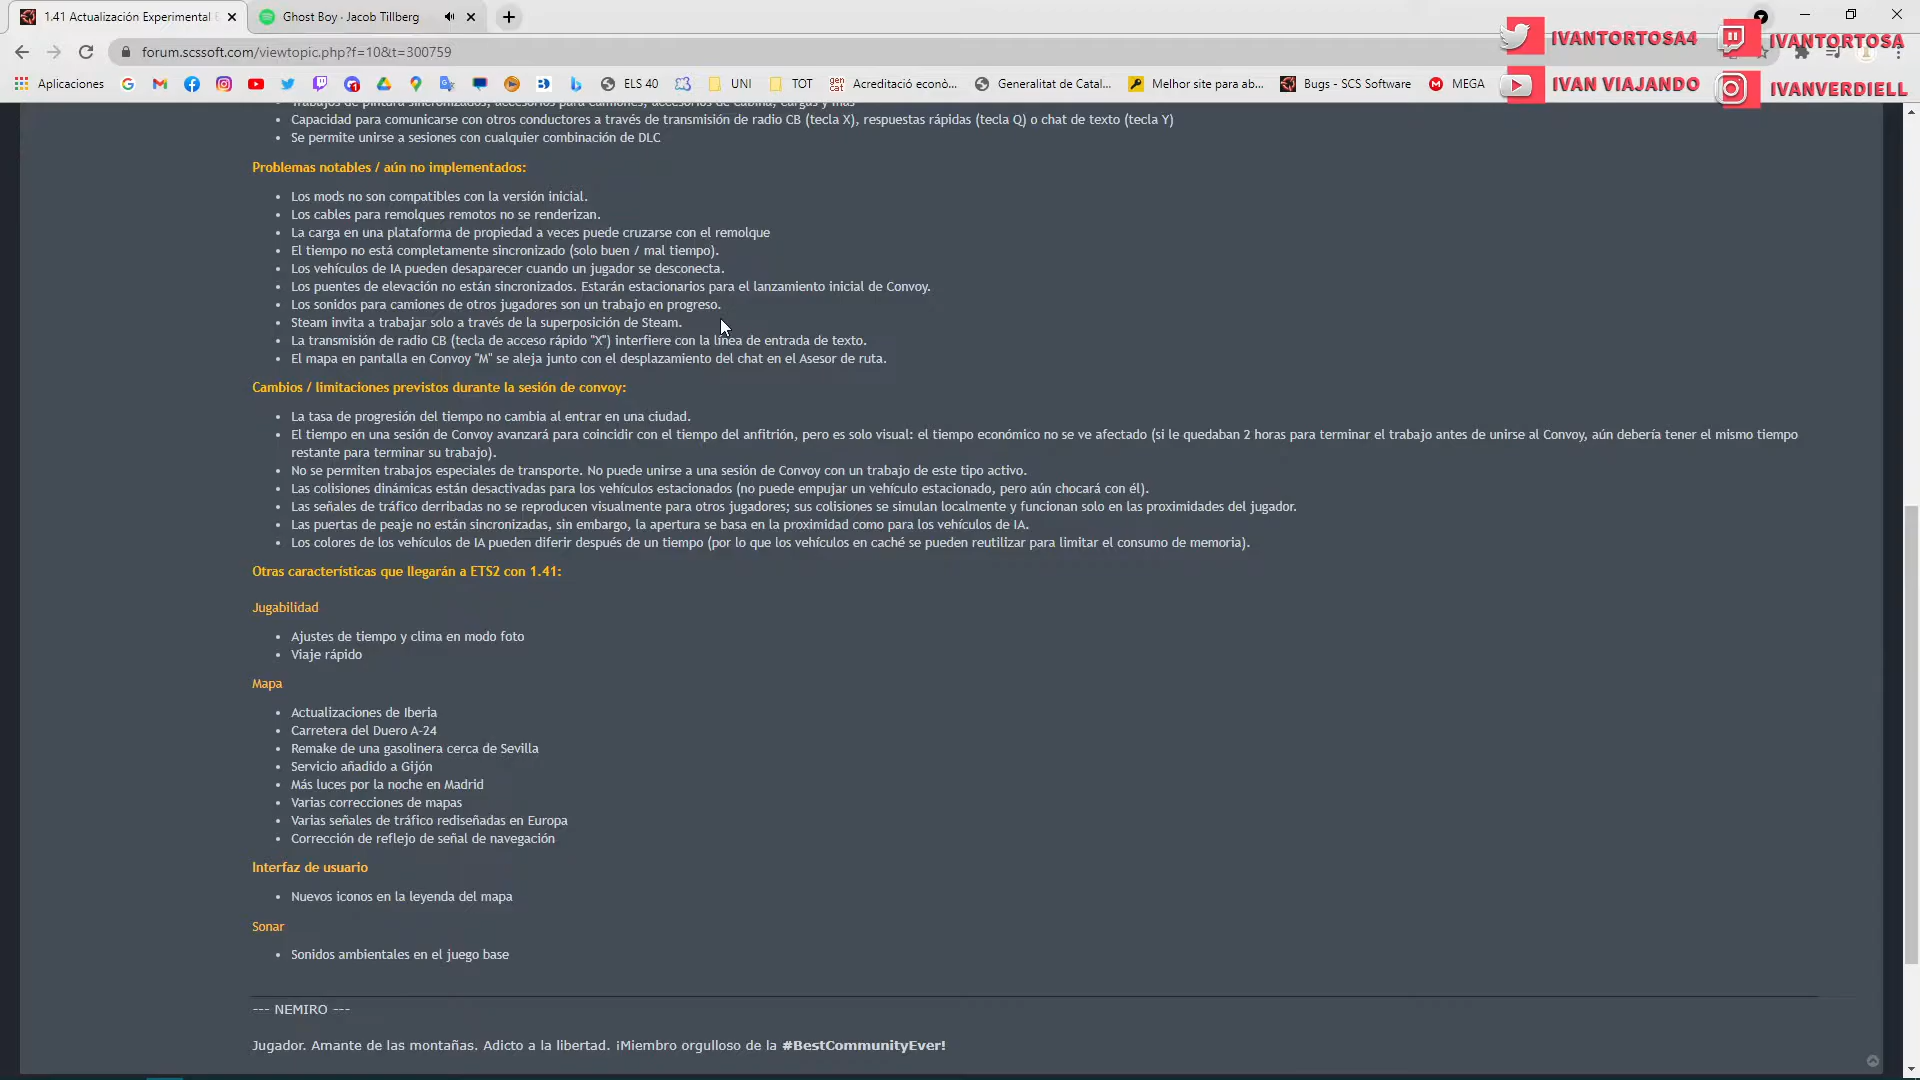 1.41 Actualización Experimental
Ghost Boy · Jacob Tillberg
forum.scssoft.com/viewtopic.php?f=10&t=300759
IVANTORTOSA4
IVANTORTOSA
Aplicaciones
ELS 40
UNI
TOT
gen cat
Acreditació econò...
Generalitat de Catal...
Melhor site para ab...
Bugs - SCS Software
MEGA
IVAN VIAJANDO
IVANVERDIELL
Trabajos de pintura sincronizados, accesorios para camiones, accesorios de cabina, cargas y más
Capacidad para comunicarse con otros conductores a través de transmisión de radio CB (tecla X), respuestas rápidas (tecla Q) o chat de texto (tecla Y)
Se permite unirse a sesiones con cualquier combinación de DLC
Problemas notables / aún no implementados:
Los mods no son compatibles con la versión inicial.
Los cables para remolques remotos no se renderizan.
La carga en una plataforma de propiedad a veces puede cruzarse con el remolque
El tiempo no está completamente sincronizado (solo buen / mal tiempo).
Los vehículos de IA pueden desaparecer cuando un jugador se desconecta.
Los puentes de elevación no están sincronizados. Estarán estacionarios para el lanzamiento inicial de Convoy.
Los sonidos para camiones de otros jugadores son un trabajo en progreso.
Steam invita a trabajar solo a través de la superposición de Steam.
La transmisión de radio CB (tecla de acceso rápido "X") interfiere con la línea de entrada de texto.
El mapa en pantalla en Convoy "M" se aleja junto con el desplazamiento del chat en el Asesor de ruta.
Cambios / limitaciones previstos durante la sesión de convoy:
La tasa de progresión del tiempo no cambia al entrar en una ciudad.
El tiempo en una sesión de Convoy avanzará para coincidir con el tiempo del anfitrión, pero es solo visual: el tiempo económico no se ve afectado (si le quedaban 2 horas para terminar el trabajo antes de unirse al Convoy, aún debería tener el mismo tiempo
restante para terminar su trabajo).
No se permiten trabajos especiales de transporte. No puede unirse a una sesión de Convoy con un trabajo de este tipo activo.
Las colisiones dinámicas están desactivadas para los vehículos estacionados (no puede empujar un vehículo estacionado, pero aún chocará con él).
Las señales de tráfico derribadas no se reproducen visualmente para otros jugadores; sus colisiones se simulan localmente y funcionan solo en las proximidades del jugador.
Las puertas de peaje no están sincronizadas, sin embargo, la apertura se basa en la proximidad como para los vehículos de IA.
Los colores de los vehículos de IA pueden diferir después de un tiempo (por lo que los vehículos en caché se pueden reutilizar para limitar el consumo de memoria).
Otras características que llegarán a ETS2 con 1.41:
Jugabilidad
Ajustes de tiempo y clima en modo foto
Viaje rápido
Mapa
Actualizaciones de Iberia
Carretera del Duero A-24
Remake de una gasolinera cerca de Sevilla
Servicio añadido a Gijón
Más luces por la noche en Madrid
Varias correcciones de mapas
Varias señales de tráfico rediseñadas en Europa
Corrección de reflejo de señal de navegación
Interfaz de usuario
Nuevos iconos en la leyenda del mapa
Sonar
Sonidos ambientales en el juego base
--- NEMIRO ---
Jugador. Amante de las montañas. Adicto a la libertad. ¡Miembro orgulloso de la #BestCommunityEver!